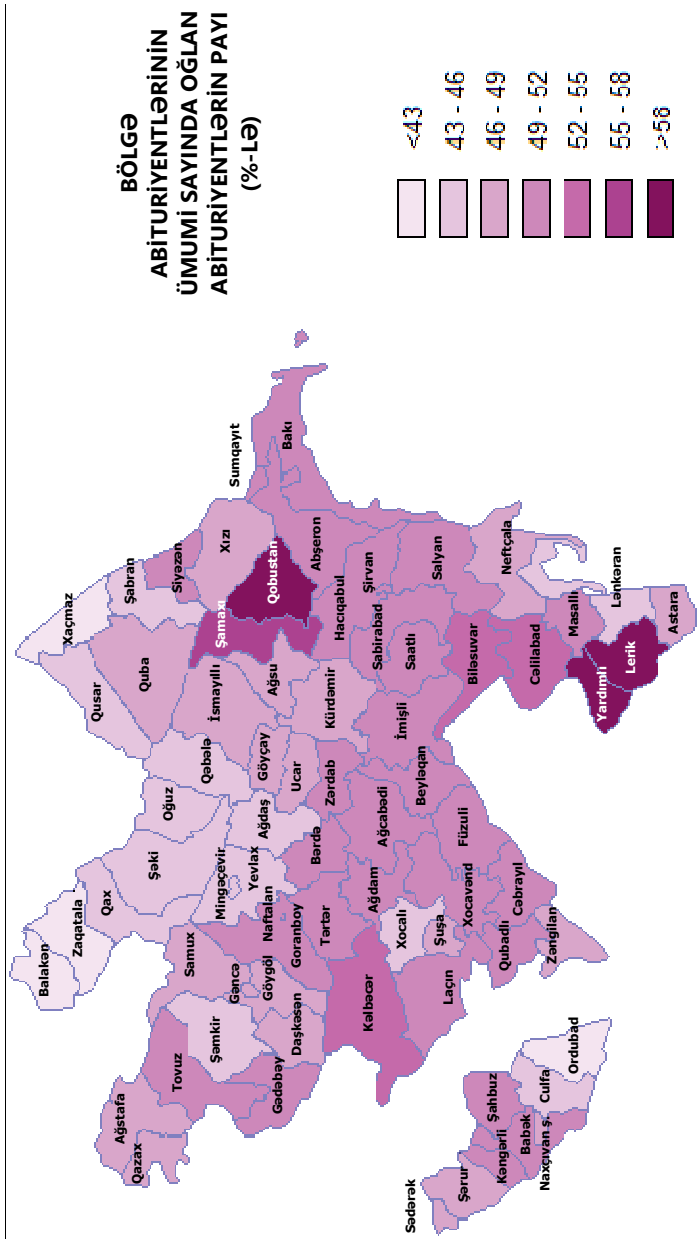 BÖLGƏ
ABİTURİYENTLƏRİNİN
ÜMUMİ SAYINDA OĞLAN
ABİTURİYENTLƏRİN PAYI
(%-LƏ)
<43
43 - 46
46 - 49
49 - 52
52 - 55
55 - 58
>58
Balakən
Zaqatala
Qax
Şəki
Oğuz
Qəbələ
Qusar
Xaçmaz
Quba
Şabran
Siyəzən
Xızı
Sumqayıt
Bakı
Abşeron
Qobustan
Şamaxı
İsmayıllı
Ağsu
Göyçay
Ucar
Kürdəmir
Zərdab
Ağdaş
Yevlax
Mingəçevir
Bərdə
Tərtər
Naftalan
Goranboy
Samux
Gəncə
Göygöl
Daşkəsən
Şəmkir
Gədəbəy
Tovuz
Ağstafa
Qazax
Kəlbəcər
Ağdam
Ağcabədi
Beyləqan
İmişli
Saatlı
Sabirabad
Hacıqabul
Şirvan
Salyan
Neftçala
Biləsuvar
Cəlilabad
Masallı
Lənkəran
Yardımlı
Lerik
Astara
Füzuli
Xocavənd
Xocalı
Şuşa
Laçın
Qubadlı
Cəbrayıl
Zəngilan
Sədərək
Şərur
Kəngərli
Babək
Naxçıvan ş.
Şahbuz
Culfa
Ordubad